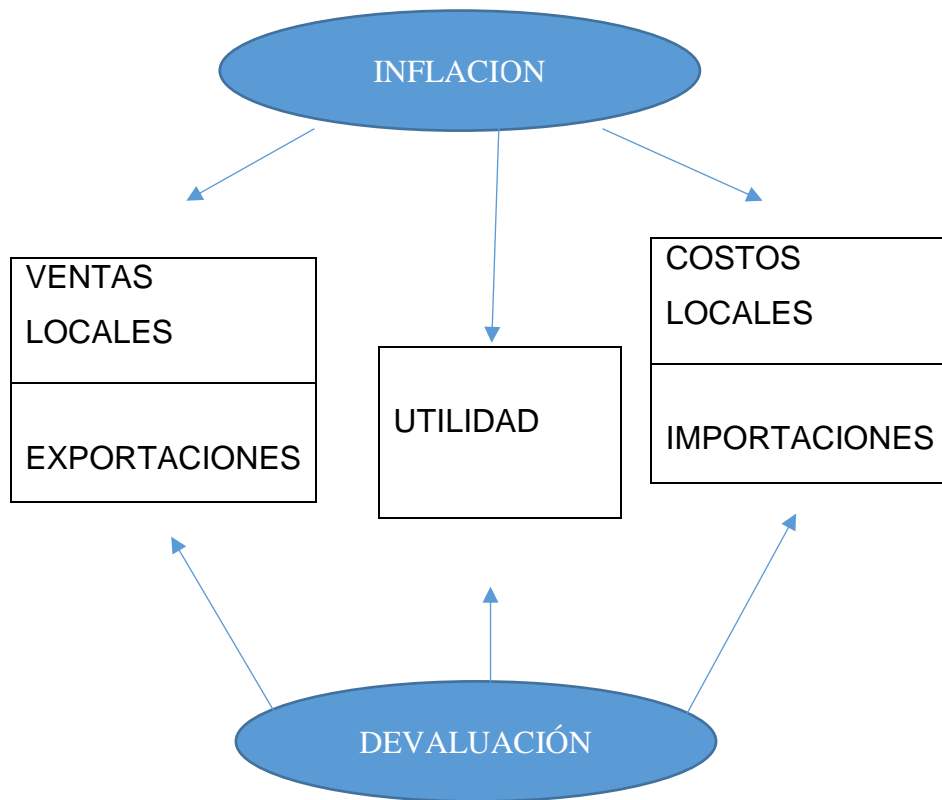 INFLACION
VENTAS
LOCALES
EXPORTACIONES
UTILIDAD
COSTOS
LOCALES
IMPORTACIONES
DEVALUACIÓN